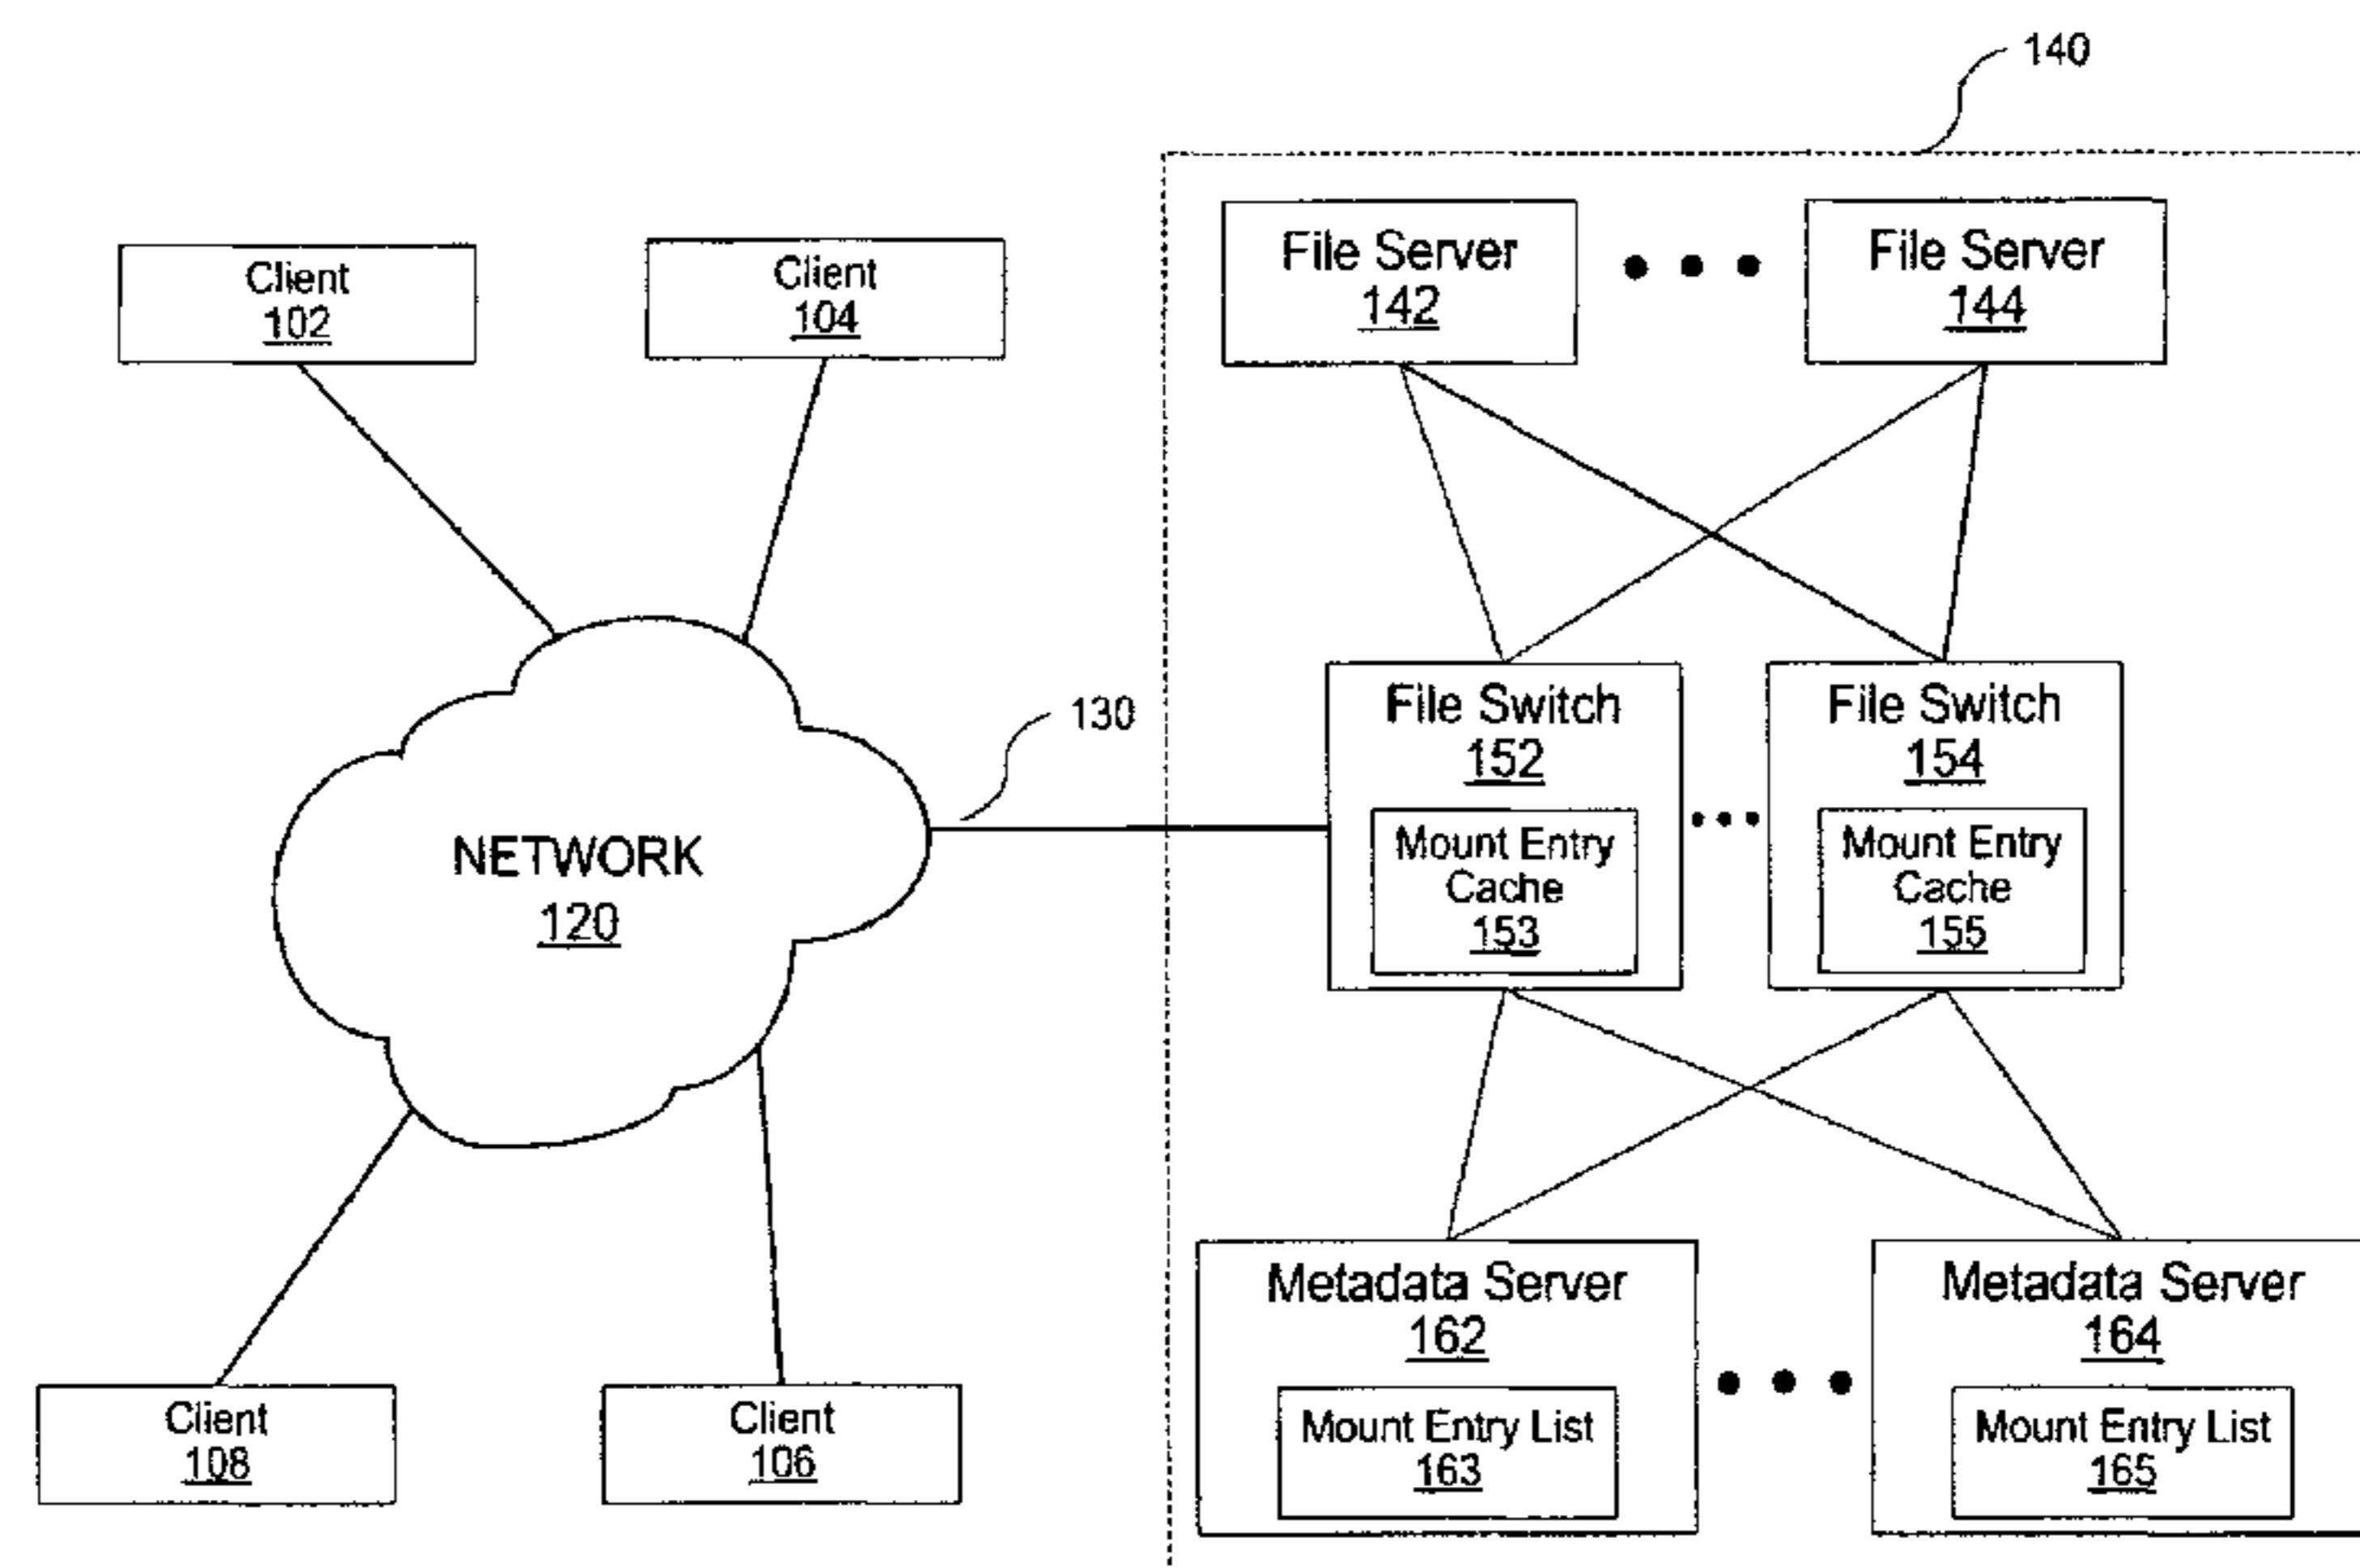 140
File Server
142
File Server
144
Client
102
Client
104
File Switch
152
Mount Entry
Cache
153
File Switch
154
Mount Entry
Cache
155
130
NETWORK
120
Metadata Server
162
Mount Entry List
163
Metadata Server
164
Mount Entry List
165
Client
108
Client
106